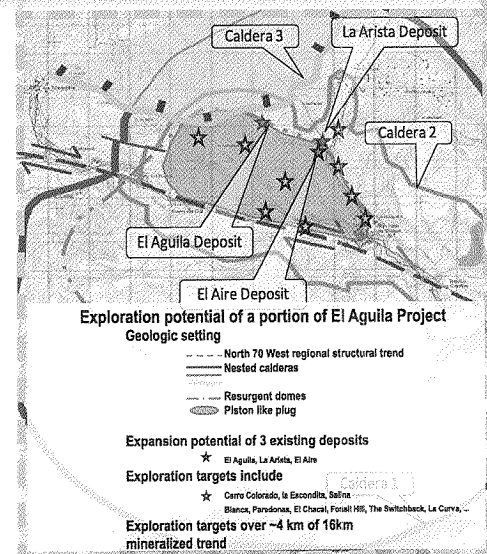 Caldera 3
La Arista Deposit
Caldera 2
El Aguila Deposit
El Aire Deposit
Exploration potential of a portion of El Aguila Project
Geologic setting
North 70 West regional structural trend
Nested calderas
Resurgent domes
Piston like plug
Expansion potential of 3 existing deposits
El Aguila, La Arista, El Aire
Exploration targets include
Cerro Colorado, la Escondita, Salina
Blanca, Paredonas, El Chacal, Fonsil Hill, The Switchback, La Curva, ...
Caldera 1
Exploration targets over ~4 km of 16km
mineralized trend